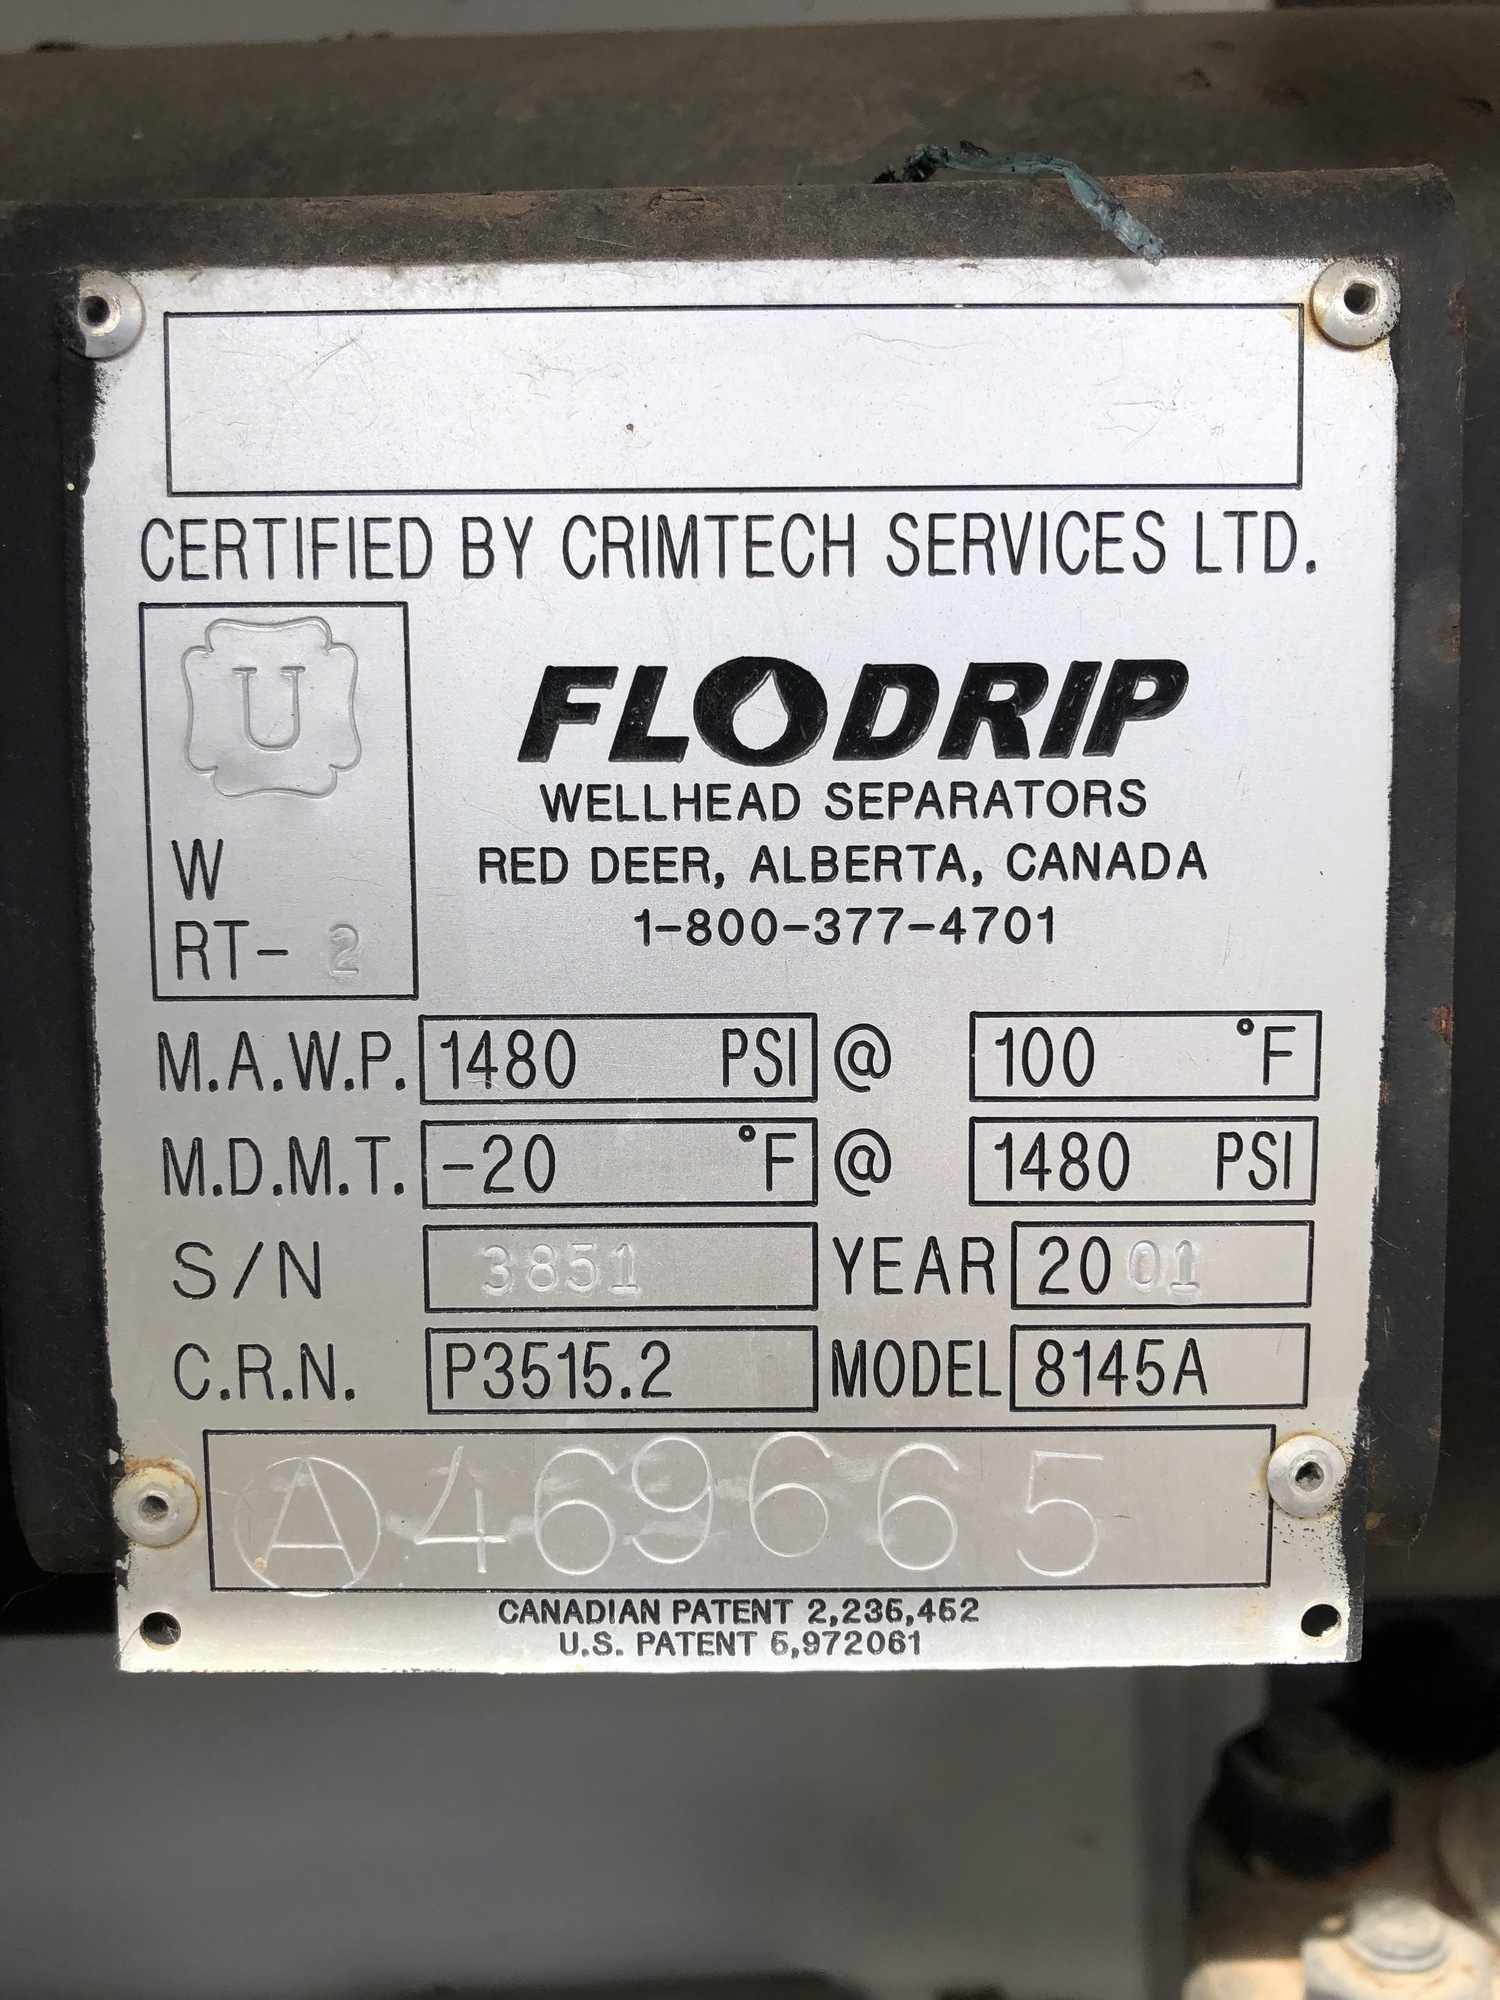 CERTIFIED BY CRIMTECH SERVICES LTD.
U
W
RT- 2
FLODRIP
WELLHEAD SEPARATORS
RED DEER, ALBERTA, CANADA
1-800-377-4701
M.A.W.P. 1480 PSI @ 100 °F
M.D.M.T. -20 °F @ 1480 PSI
S/N 3851 YEAR 2001
C.R.N. P3515.2 MODEL 8145A
A 469665
CANADIAN PATENT 2,235,452
U.S. PATENT 5,972061